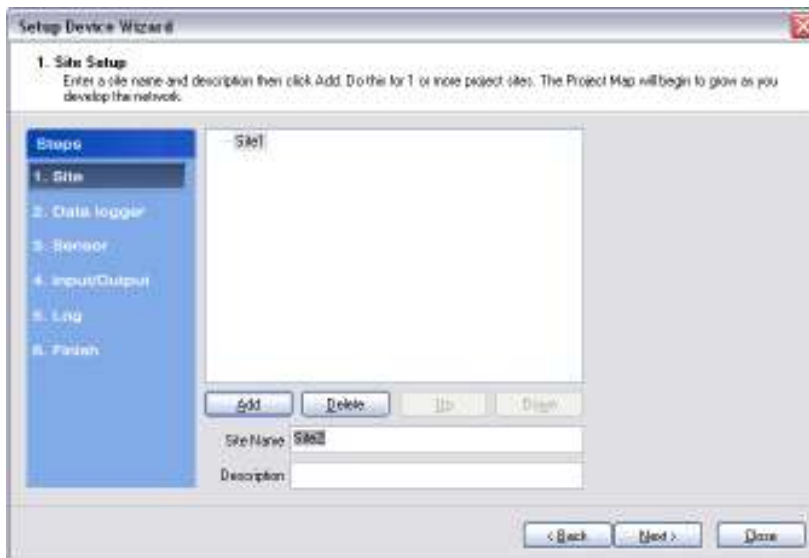 Setup Device Wizard
1. Site Setup
Enter a site name and description then click Add. Do this for 1 or more project sites. The Project Map will begin to grow as you
develop the network.
Steps
1. Site
2. Data logger
3. Sensor
4. Input/Output
5. Log
6. Finish
Site1
Add
Delete
Up
Down
Site Name
Site2
Description
< Back
Next >
Close